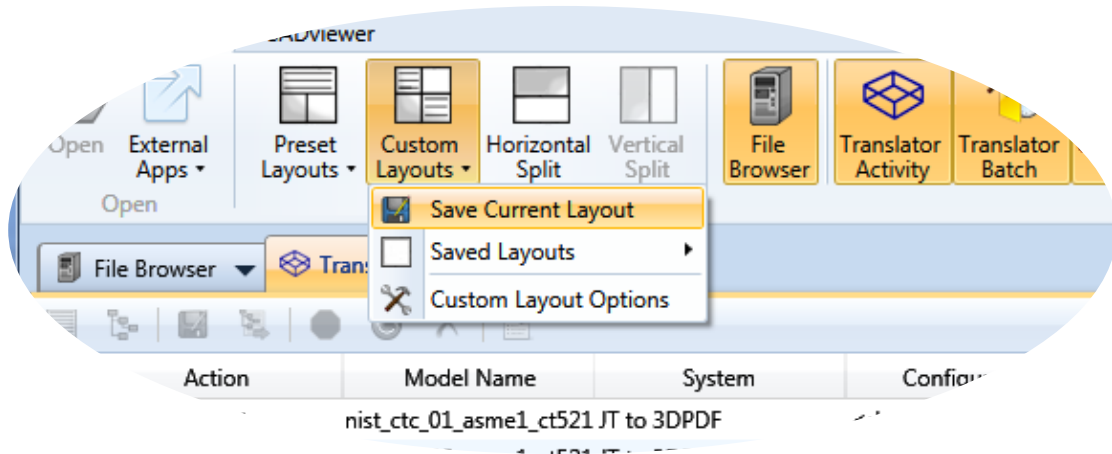 CADviewer
Open
External Apps
Preset Layouts
Custom Layouts
Horizontal Split
Vertical Split
File Browser
Translator Activity
Translator Batch
Open
Save Current Layout
Saved Layouts
Custom Layout Options
File Browser
Action
Model Name
System
nist_ctc_01_asme1_ct521 JT to 3DPDF